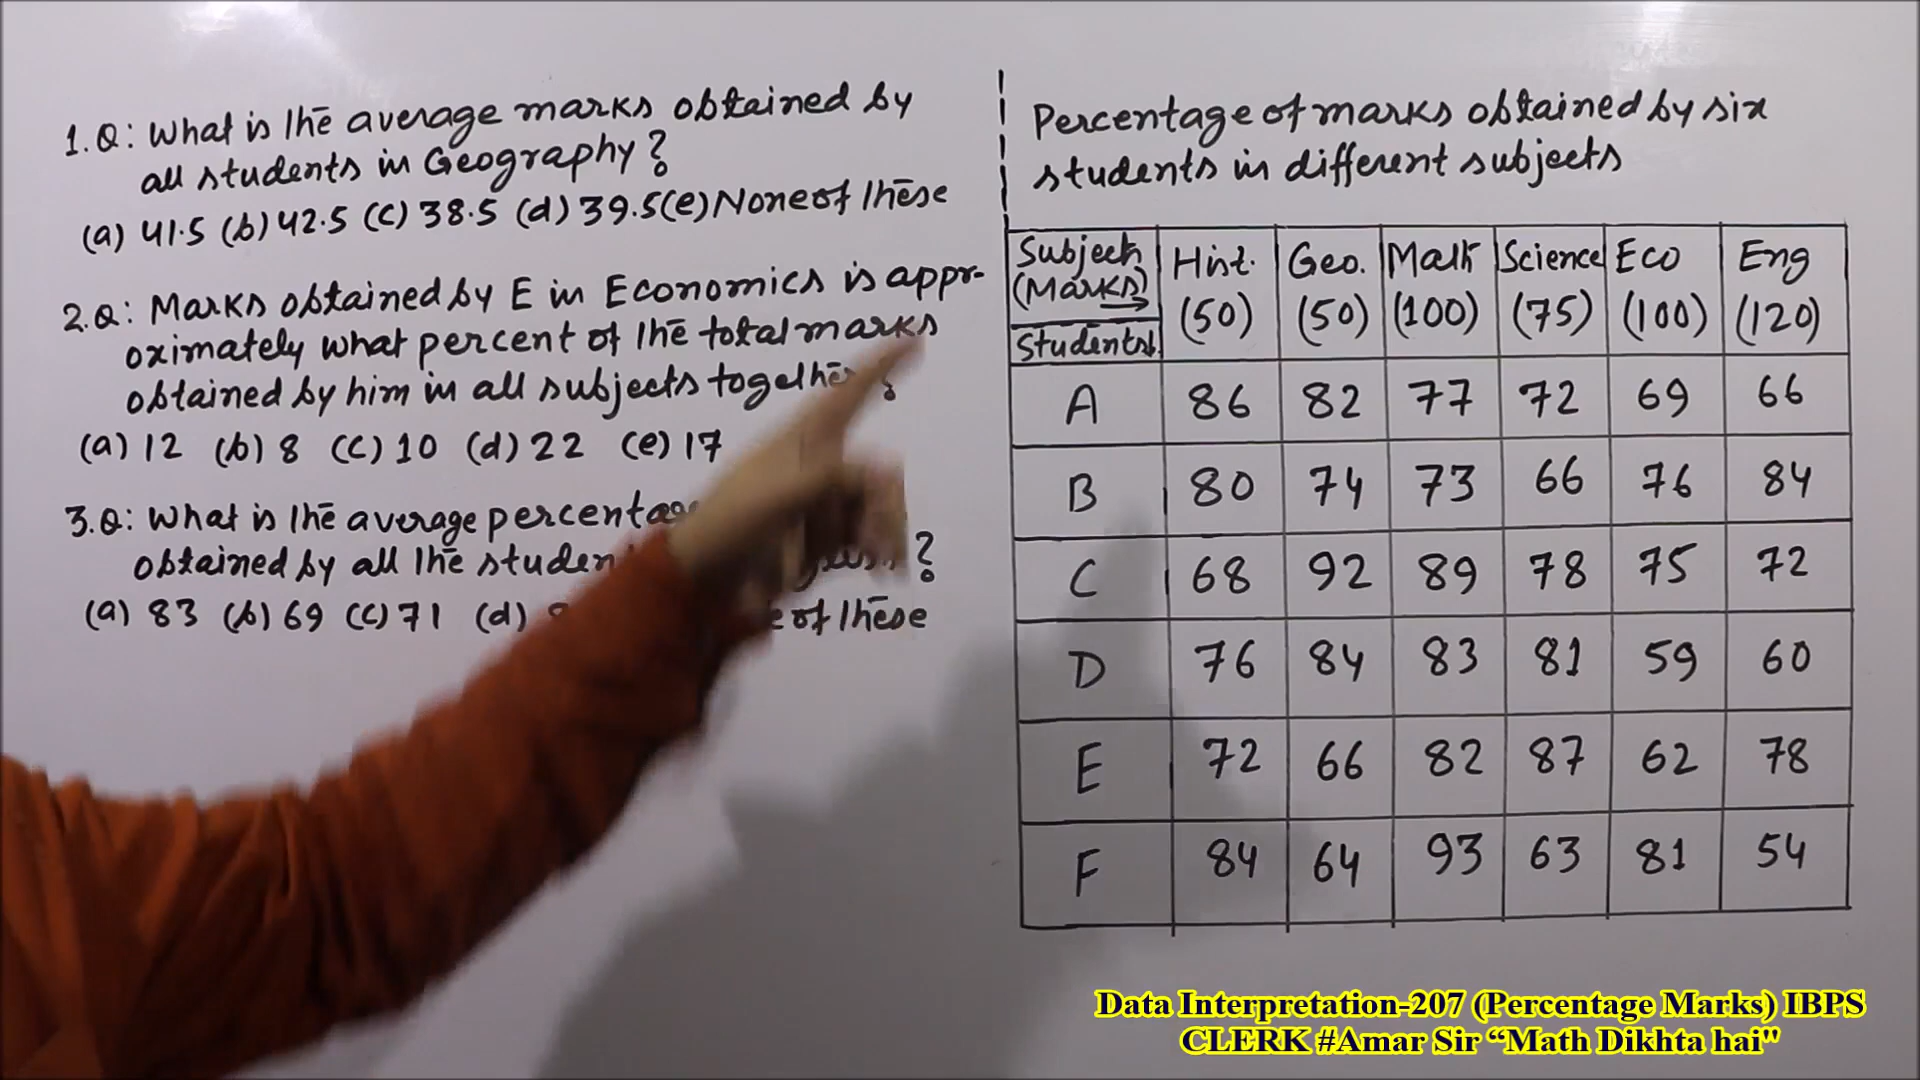 1.Q: What is the average marks obtained by
all students in Geography?
(a) 41.5 (b) 42.5 (c) 38.5 (d) 39.5 (e) None of these
2.Q: Marks obtained by E in Economics is appr-
oximately what percent of the total marks
obtained by him in all subjects together?
(a) 12 (b) 8 (c) 10 (d) 22 (e) 17
3.Q: What is the average percentage
obtained by all the student ?
(a) 83 (b) 69 (c) 71 (d) of these
Percentage of marks obtained by six
students in different subjects
Subject (Marks) Hist. Geo. Math Science Eco Eng
(50) (50) (100) (75) (100) (120)
Students
A 86 82 77 72 69 66
B 80 74 73 66 76 84
C 68 92 89 78 75 72
D 76 84 83 81 59 60
E 72 66 82 87 62 78
F 84 64 93 63 81 54
Data Interpretation-207 (Percentage Marks) IBPS
CLERK #Amar Sir “Math Dikhta hai"